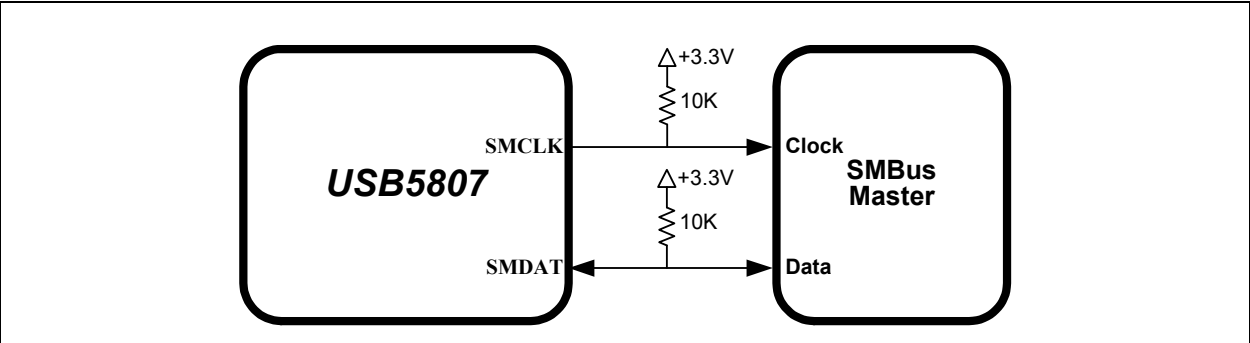 +3.3V
10K
SMCLK
Clock
USB5807
SMBus
Master
+3.3V
10K
SMDAT
Data